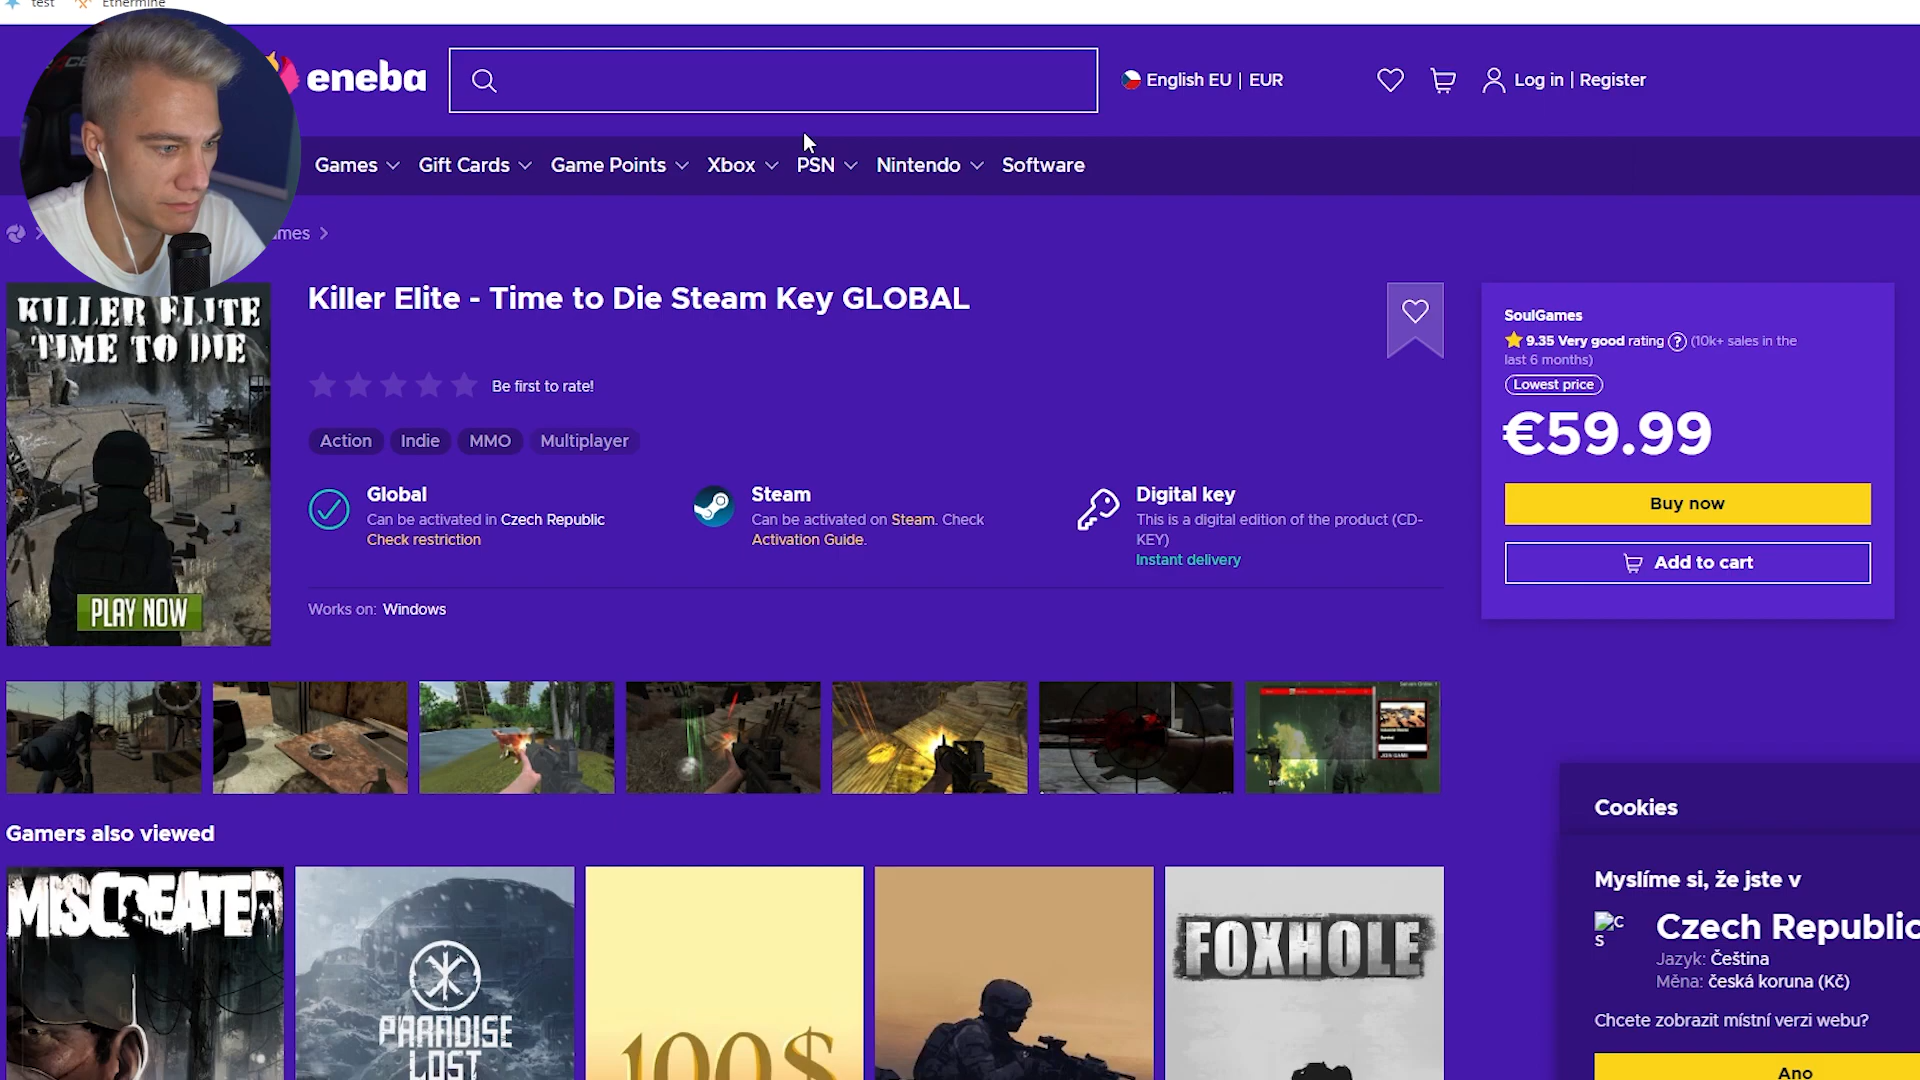 test
Ethermine
eneba
English EU | EUR
Log in | Register
Games
Gift Cards
Game Points
Xbox
PSN
Nintendo
Software
KILLER ELITE
TIME TO DIE
PLAY NOW
Killer Elite - Time to Die Steam Key GLOBAL
Be first to rate!
Action
Indie
MMO
Multiplayer
Global
Can be activated in Czech Republic
Check restriction
Steam
Can be activated on Steam. Check
Activation Guide.
Digital key
This is a digital edition of the product (CD-
KEY)
Instant delivery
Works on: Windows
SoulGames
9.35 Very good rating ? (10k+ sales in the
last 6 months)
Lowest price
€59.99
Buy now
Add to cart
Gamers also viewed
MISCREATED
PARADISE
LOST
100$
FOXHOLE
Cookies
Myslíme si, že jste v
Czech Republic
Jazyk: Čeština
Měna: česká koruna (Kč)
Chcete zobrazit místní verzi webu?
Ano